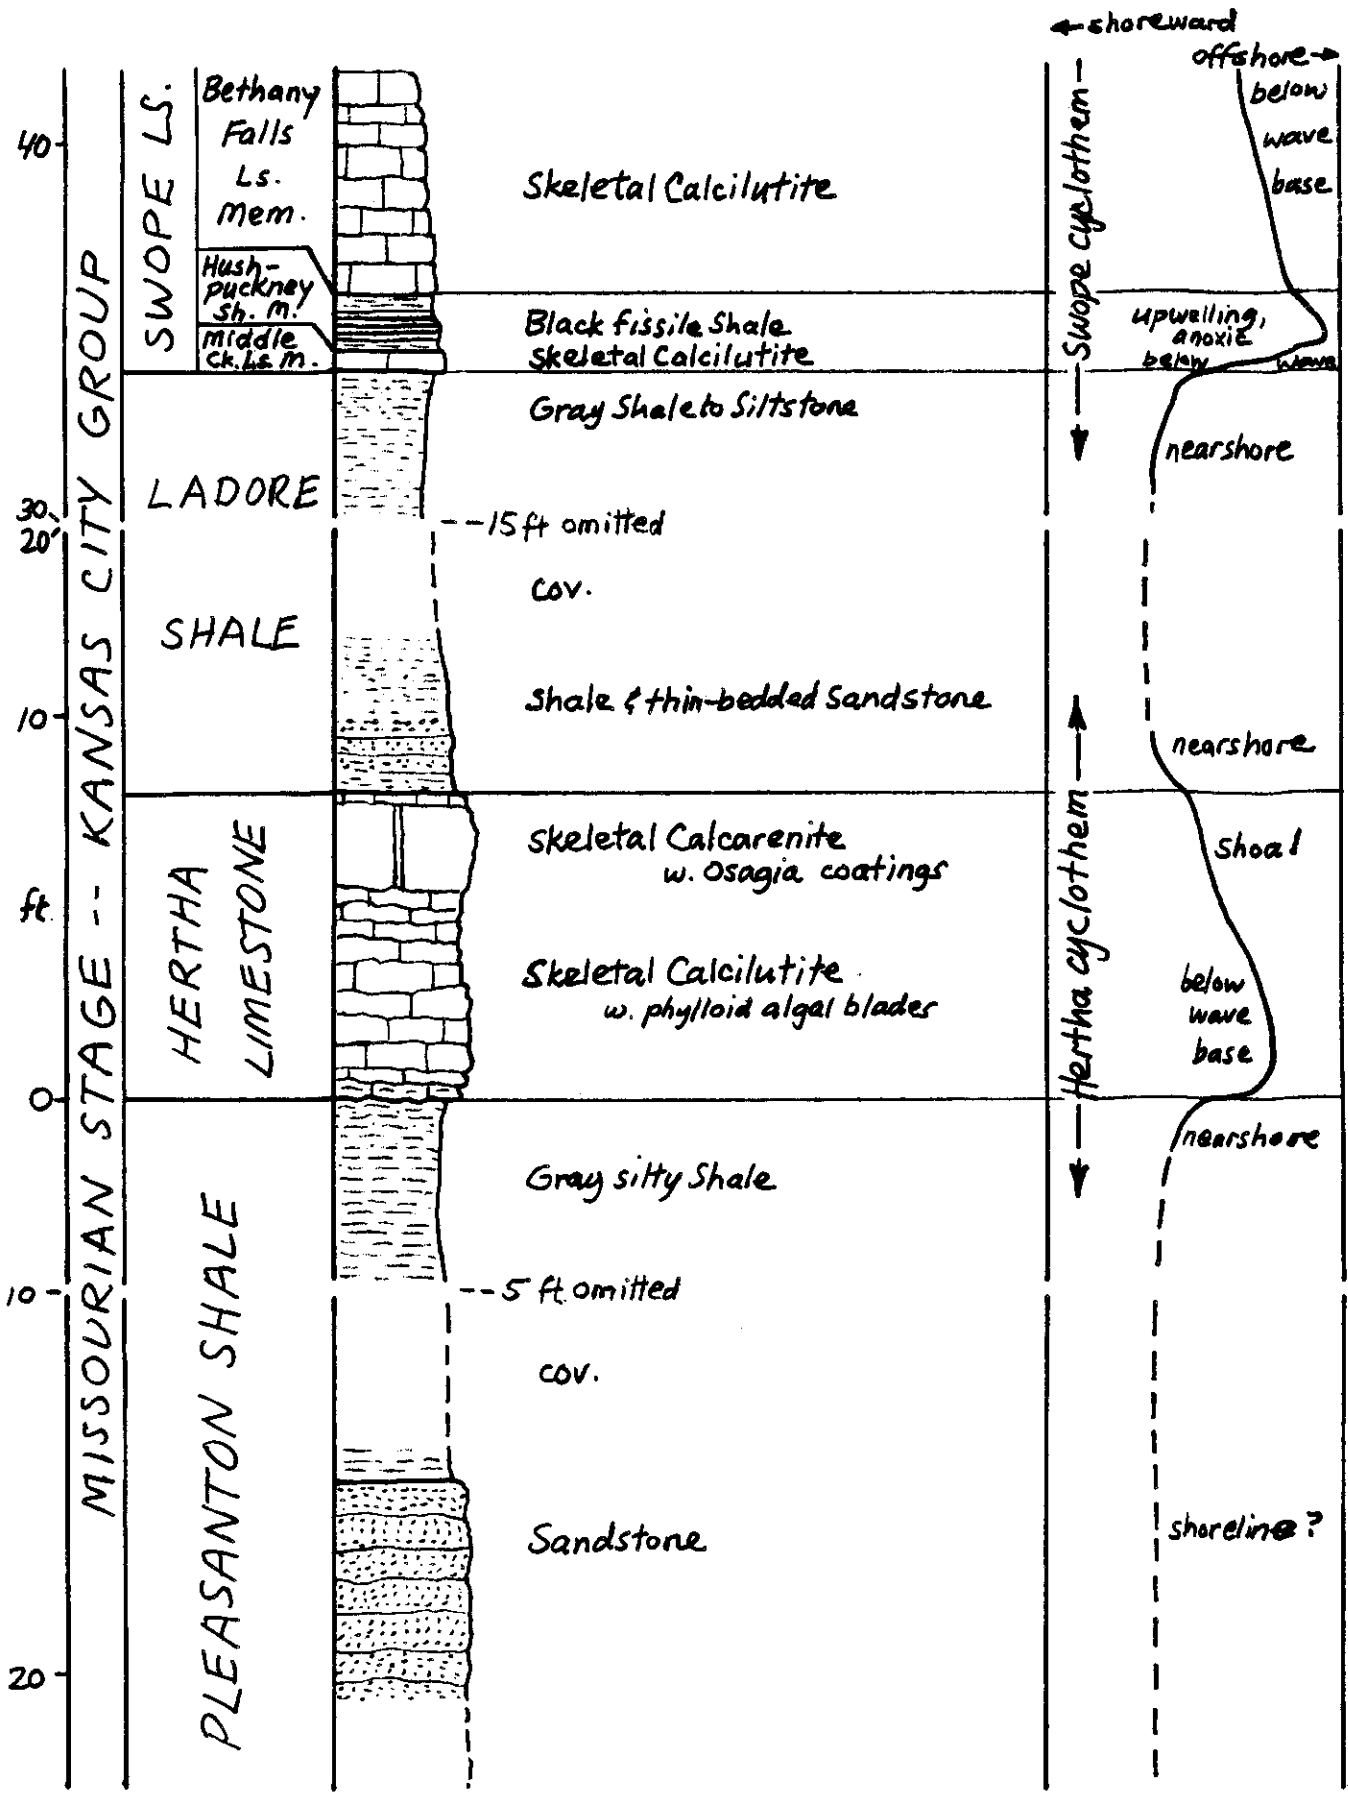 ← shoreward
offshore →
40
30
20'
10
ft.
0
10
20
MISSOURIAN STAGE -- KANSAS CITY GROUP
SWOPE LS.
Bethany
Falls
Ls.
Mem.
Hush-
puckney
Sh. m.
Middle
Ck. Ls. M.
LADORE
SHALE
HERTHA
LIMESTONE
PLEASANTON SHALE
Skeletal Calcilutite
Black fissile Shale
Skeletal Calcilutite
Gray Shale to Siltstone
--15 ft omitted
cov.
Shale & thin-bedded Sandstone
Skeletal Calcarenite
w. Osagia coatings
Skeletal Calcilutite
w. phylloid algal blades
Gray silty Shale
--5 ft. omitted
cov.
Sandstone
Swope cyclothem
Hertha cyclothem
below
wave
base
upwelling,
anoxic
below wave
nearshore
nearshore
shoal
below
wave
base
nearshore
shoreline?